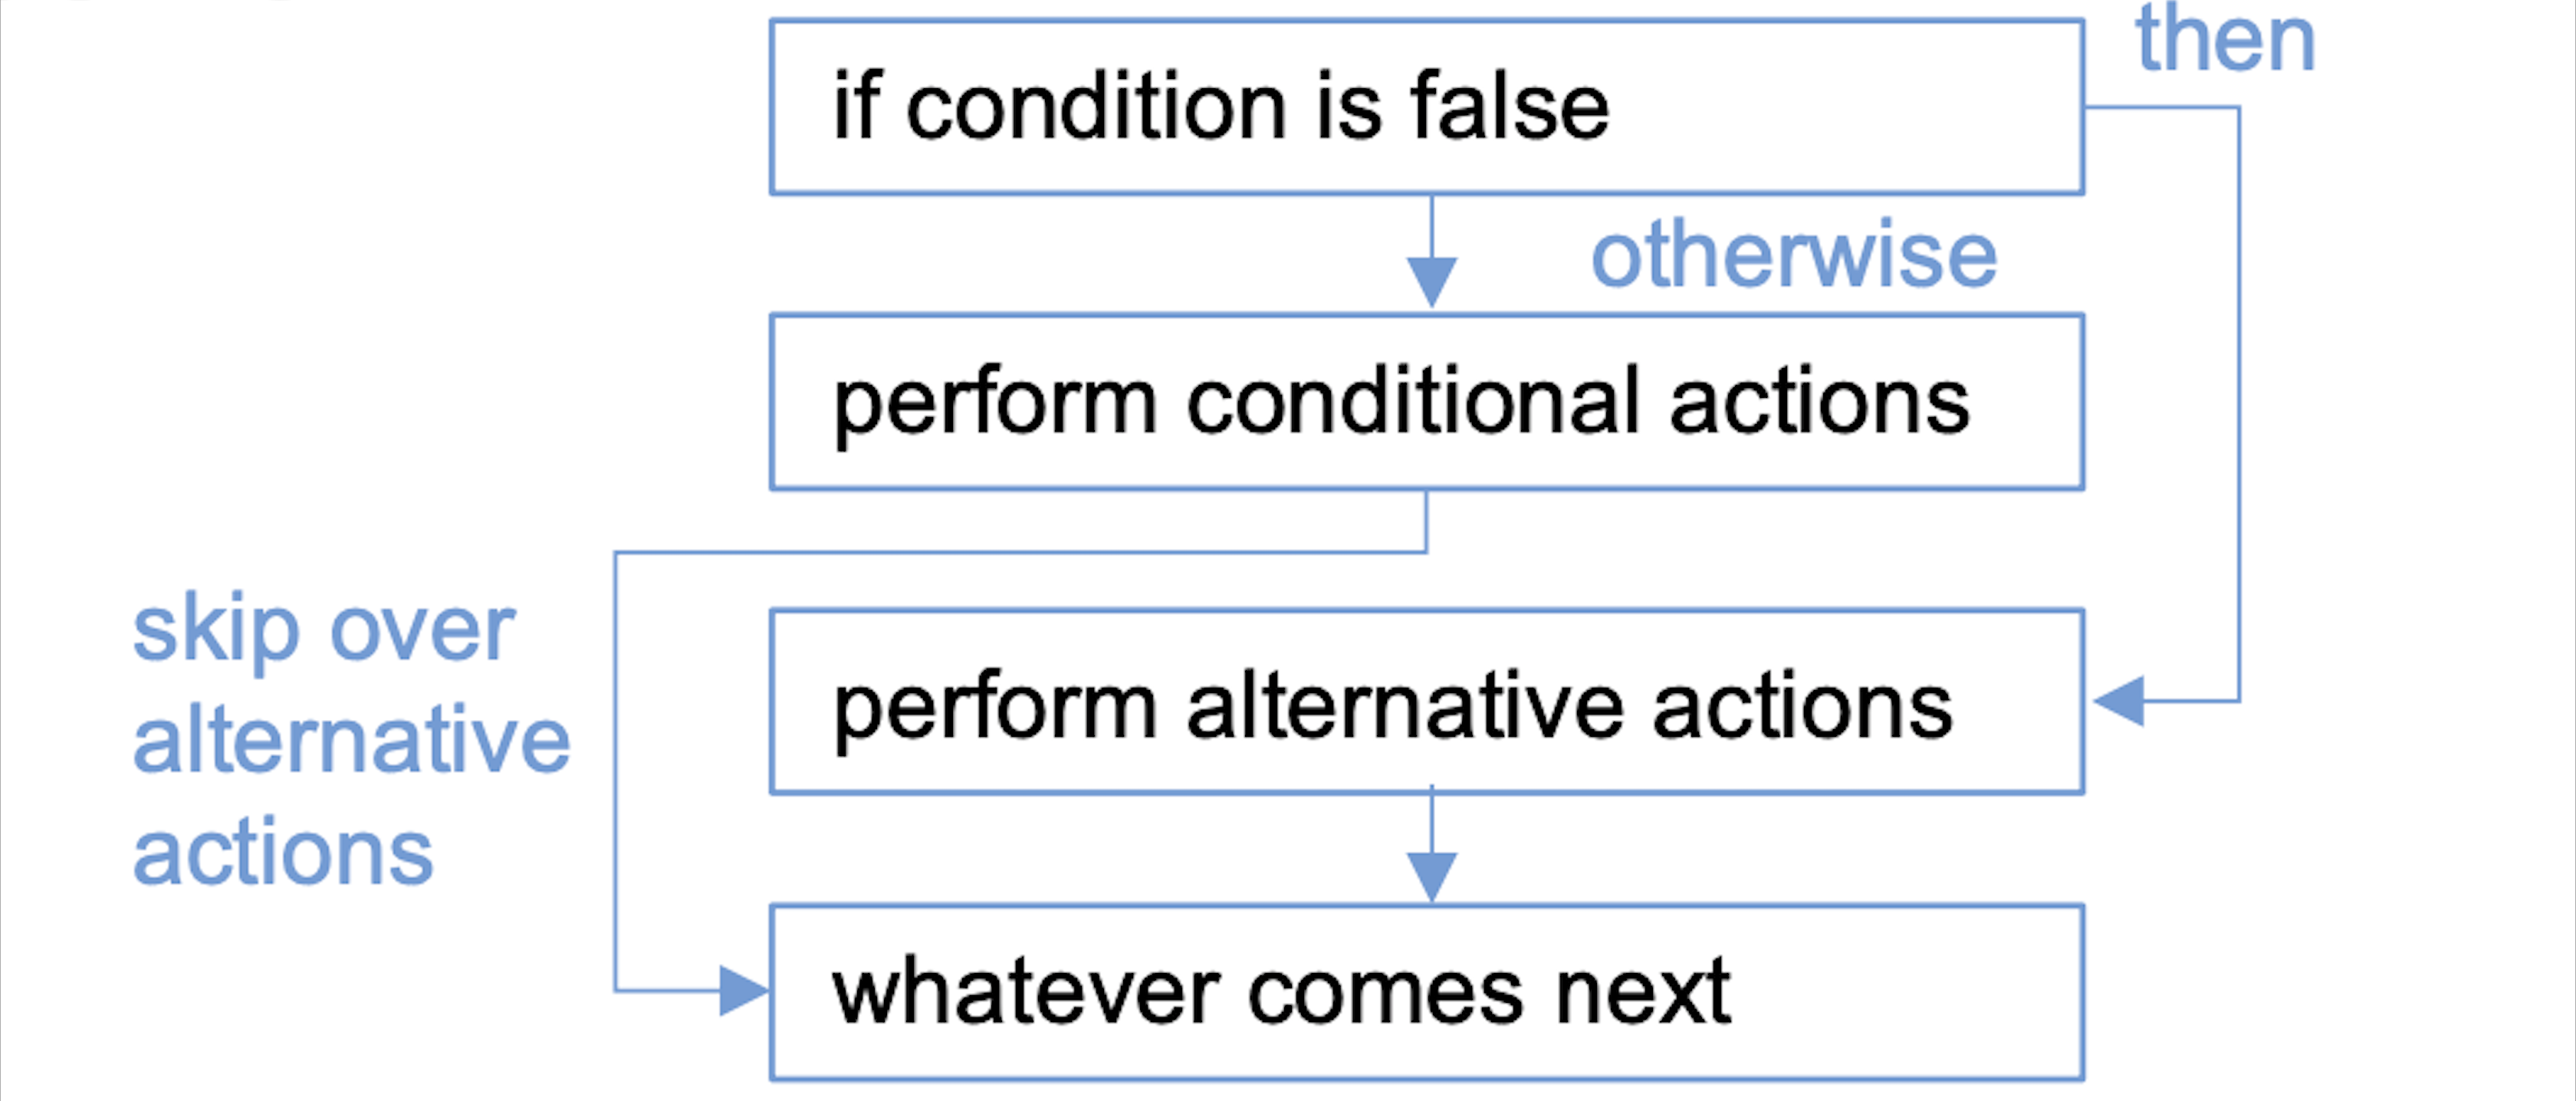 then
if condition is false
otherwise
perform conditional actions
skip over
alternative
actions
perform alternative actions
whatever comes next